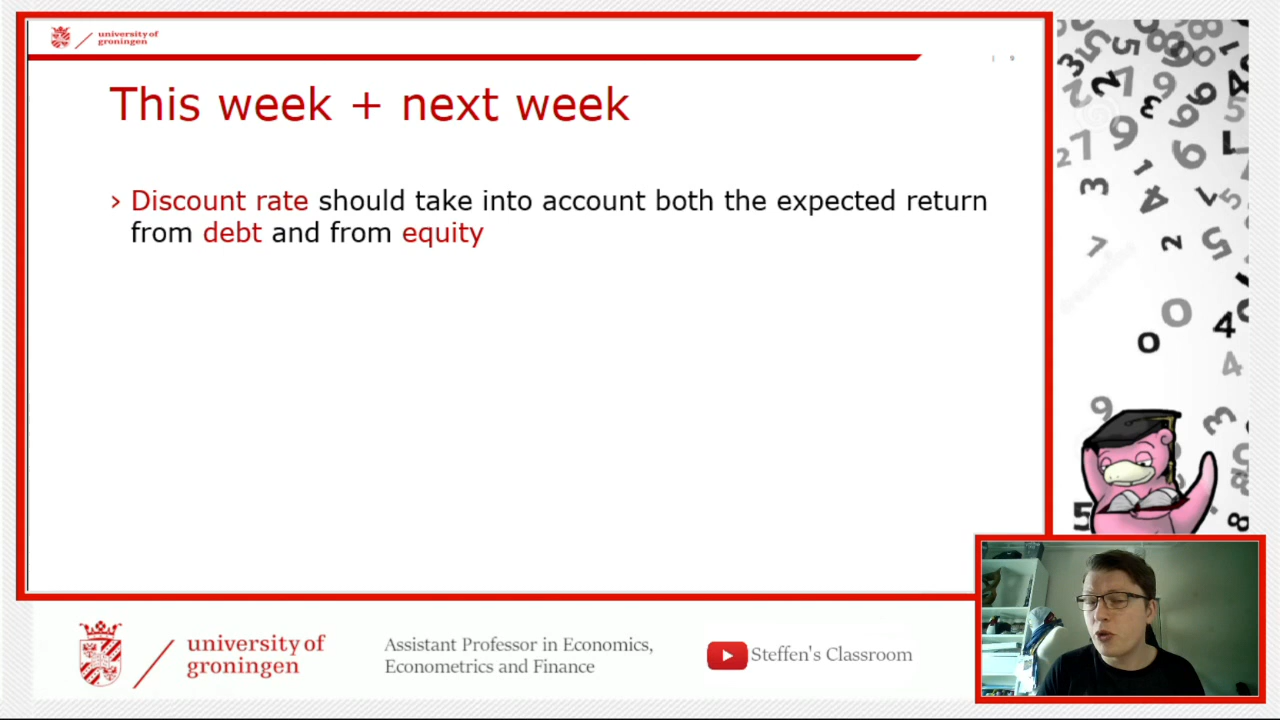 university of
groningen
| 9
This week + next week
› Discount rate should take into account both the expected return
from debt and from equity
university of
groningen
Assistant Professor in Economics,
Econometrics and Finance
Steffen's Classroom